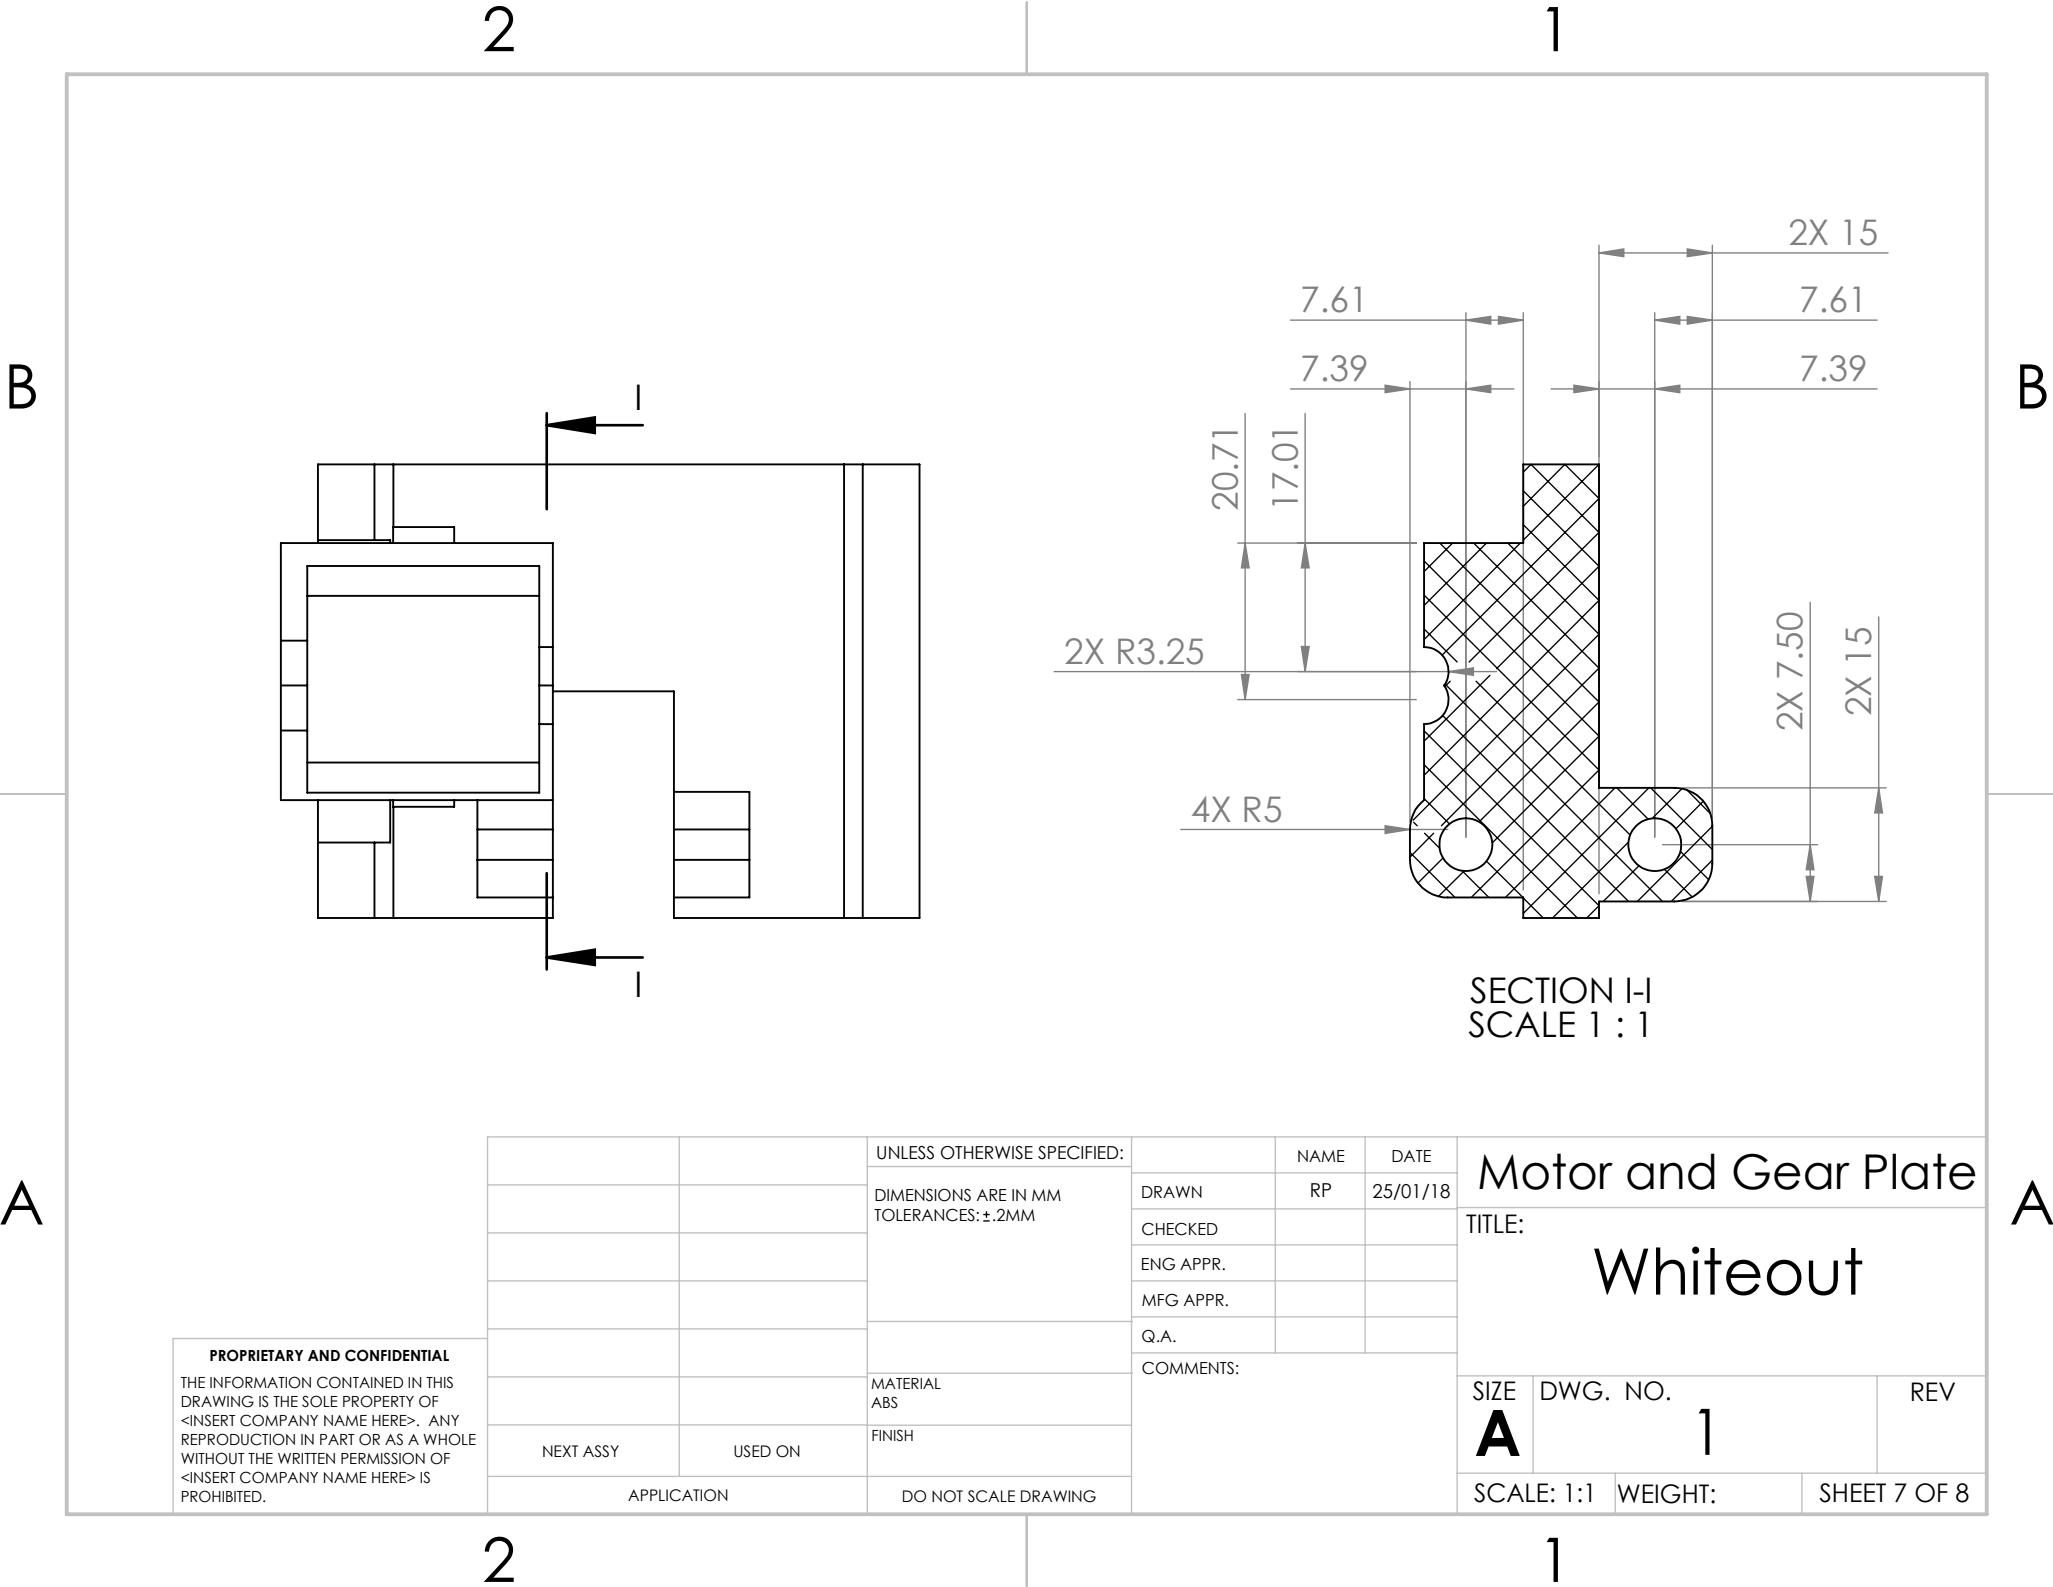 2
1
2X 15
7.61
7.61
7.39
7.39
B
B
I
20.71
17.01
2X R3.25
2X 7.50
2X 15
4X R5
I
SECTION I-I
SCALE 1 : 1
A
A
UNLESS OTHERWISE SPECIFIED:
DIMENSIONS ARE IN MM
TOLERANCES: ±.2MM
MATERIAL
ABS
FINISH
DO NOT SCALE DRAWING
NEXT ASSY
USED ON
APPLICATION
NAME
DATE
DRAWN
RP
25/01/18
CHECKED
ENG APPR.
MFG APPR.
Q.A.
COMMENTS:
Motor and Gear Plate
TITLE:
Whiteout
SIZE
A
DWG. NO.
1
REV
SCALE: 1:1
WEIGHT:
SHEET 7 OF 8
PROPRIETARY AND CONFIDENTIAL
THE INFORMATION CONTAINED IN THIS
DRAWING IS THE SOLE PROPERTY OF
<INSERT COMPANY NAME HERE>. ANY
REPRODUCTION IN PART OR AS A WHOLE
WITHOUT THE WRITTEN PERMISSION OF
<INSERT COMPANY NAME HERE> IS
PROHIBITED.
2
1